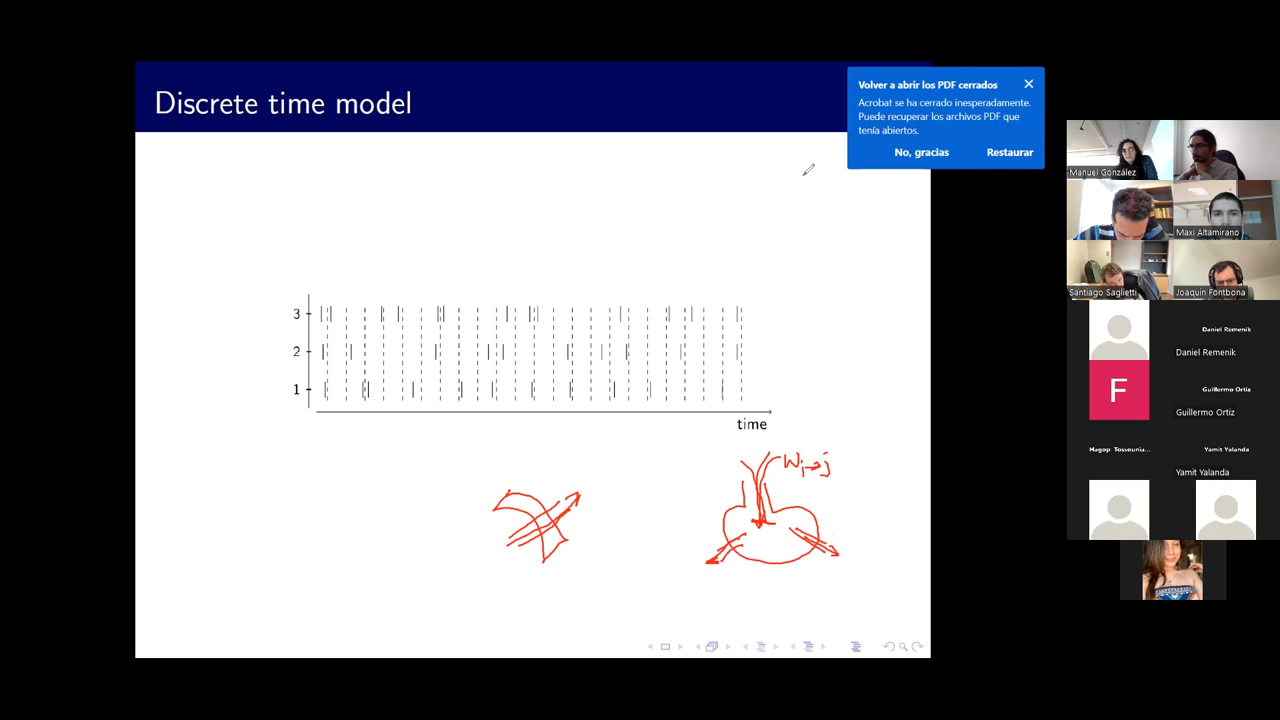 Discrete time model
Volver a abrir los PDF cerrados
Acrobat se ha cerrado inesperadamente.
Puede recuperar los archivos PDF que
tenía abiertos.
No, gracias
Restaurar
3
2
1
time
W i→j
Manuel González
Maxi Altamirano
Santiago Saglietti
Joaquin Fontbona
Daniel Remenik
Daniel Remenik
F
Guillermo Ortiz
Guillermo Ortiz
Hagop Tossounia...
Yamit Yalanda
Yamit Yalanda